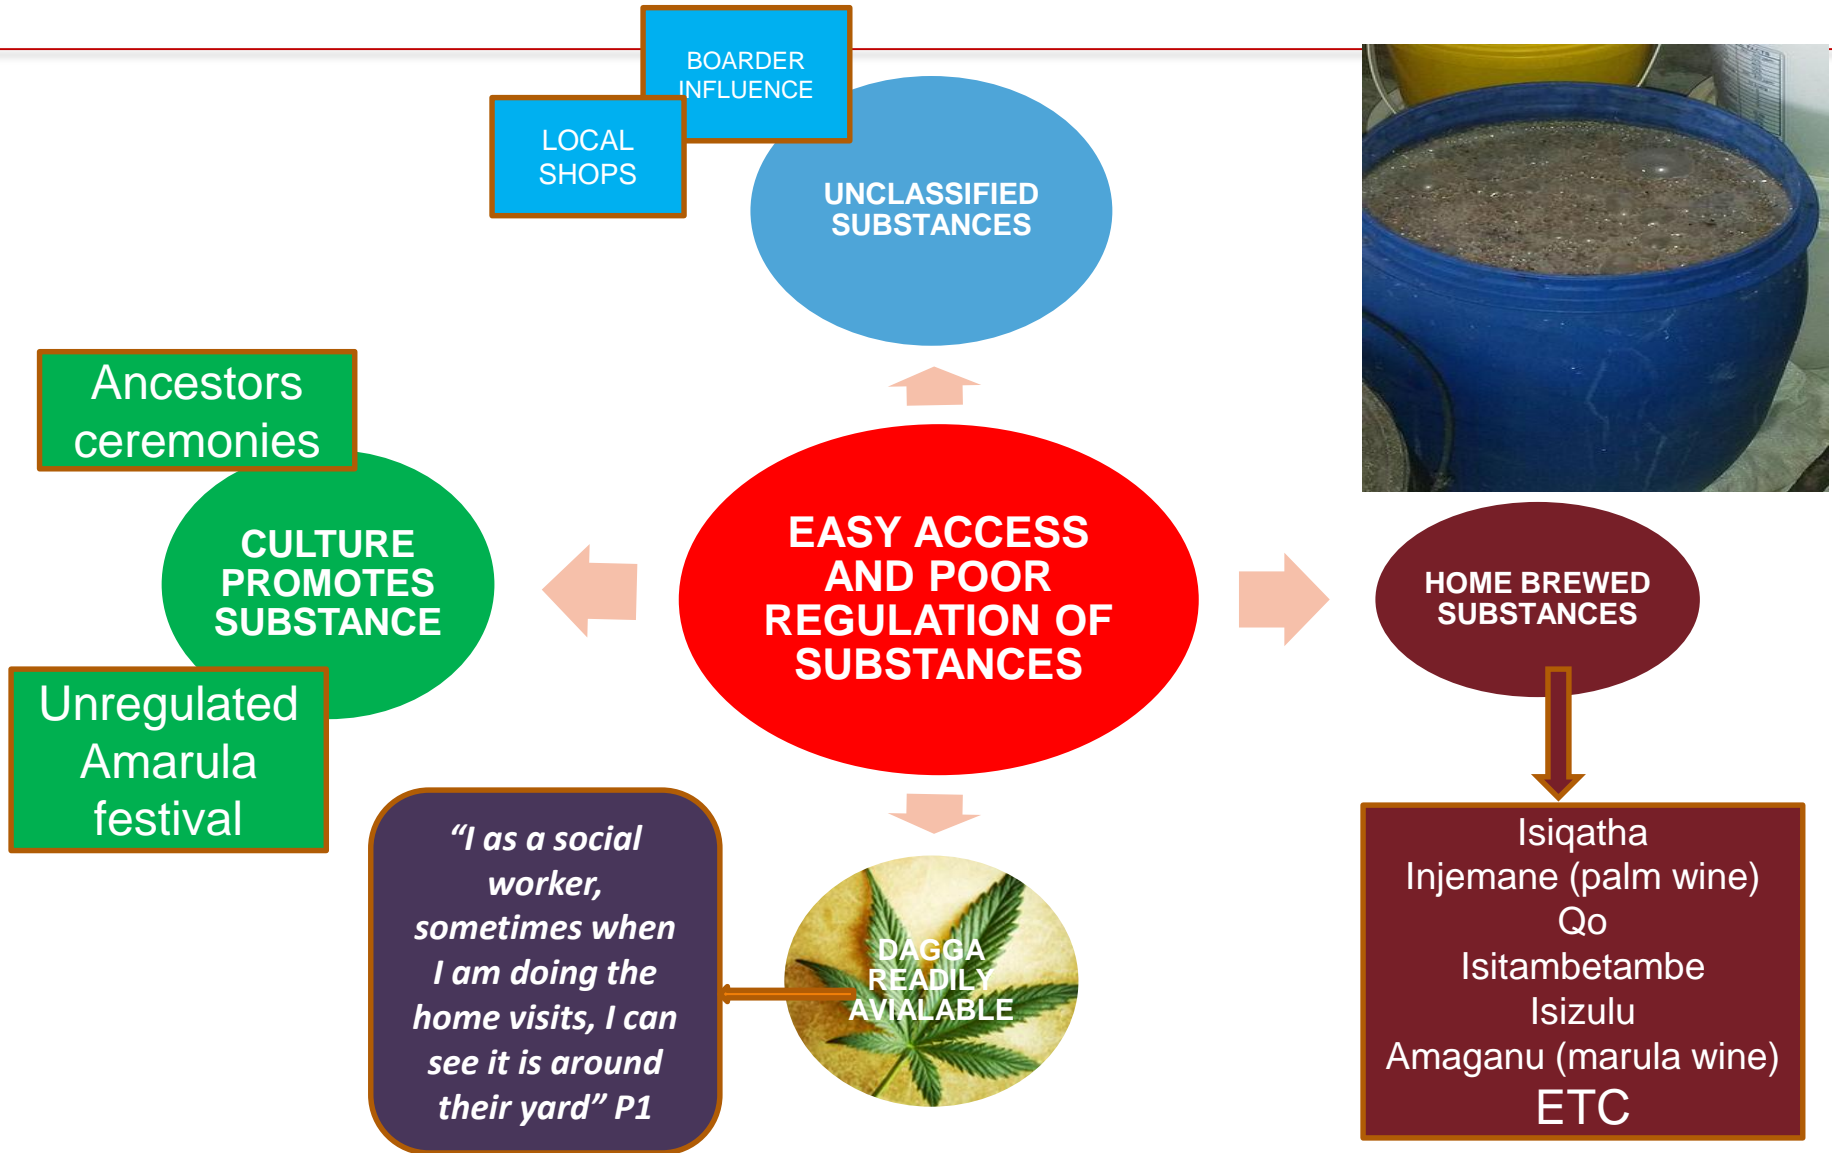 BOARDER
INFLUENCE
LOCAL
SHOPS
UNCLASSIFIED
SUBSTANCES
Ancestors
ceremonies
CULTURE
PROMOTES
SUBSTANCE
Unregulated
Amarula
festival
EASY ACCESS
AND POOR
REGULATION OF
SUBSTANCES
HOME BREWED
SUBSTANCES
“I as a social
worker,
sometimes when
I am doing the
home visits, I can
see it is around
their yard” P1
DAGGA
READILY
AVIALABLE
Isiqatha
Injemane (palm wine)
Qo
Isitambetambe
Isizulu
Amaganu (marula wine)
ETC